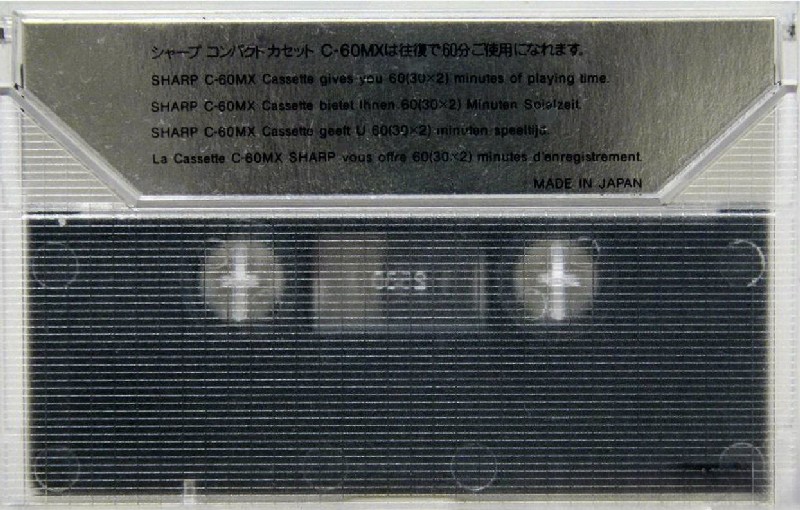 シャープ コンパクト カセット C-60MXは往復で60分ご使用になれます。
SHARP C-60MX Cassette gives you 60(30×2) minutes of playing time.
SHARP C-60MX Cassette bietet Ihnen 60(30×2) Minuten Spielzeit.
SHARP C-60MX Cassette geeft U 60(30×2) minuten speeltijd.
La Cassette C-60MX SHARP vous offre 60(30×2) minutes d'enregistrement.
MADE IN JAPAN